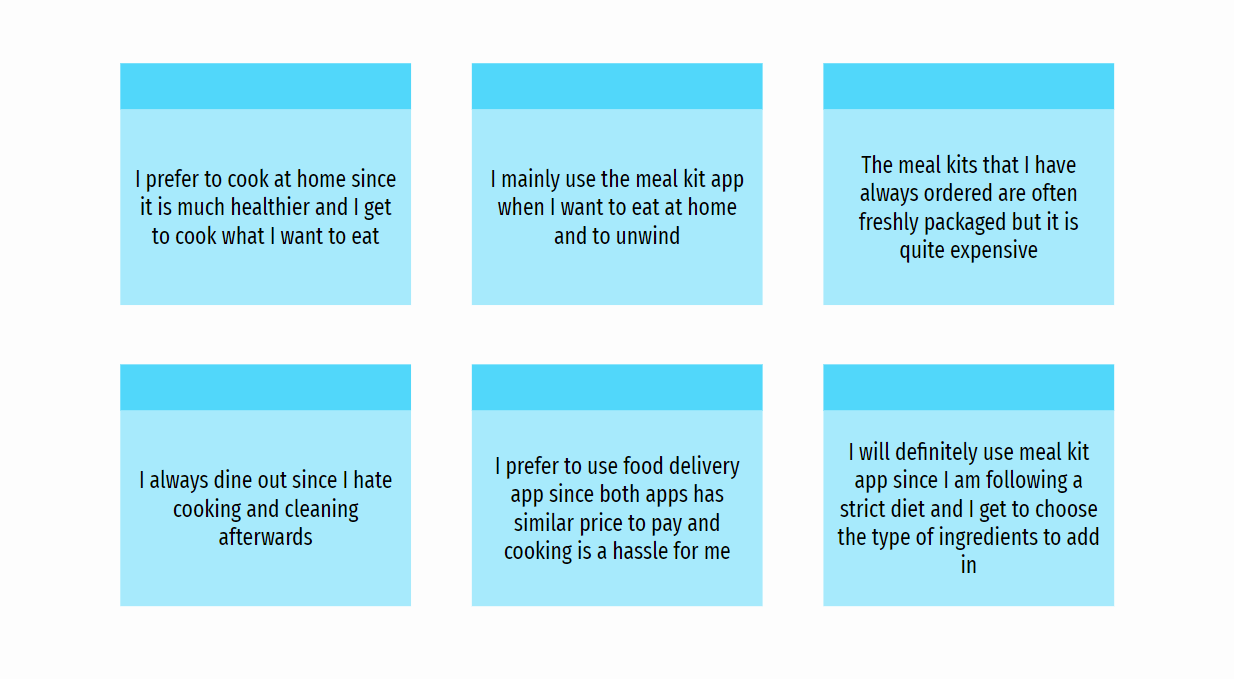 I prefer to cook at home since
it is much healthier and I get
to cook what I want to eat
I mainly use the meal kit app
when I want to eat at home
and to unwind
The meal kits that I have
always ordered are often
freshly packaged but it is
quite expensive
I always dine out since I hate
cooking and cleaning
afterwards
I prefer to use food delivery
app since both apps has
similar price to pay and
cooking is a hassle for me
I will definitely use meal kit
app since I am following a
strict diet and I get to choose
the type of ingredients to add
in